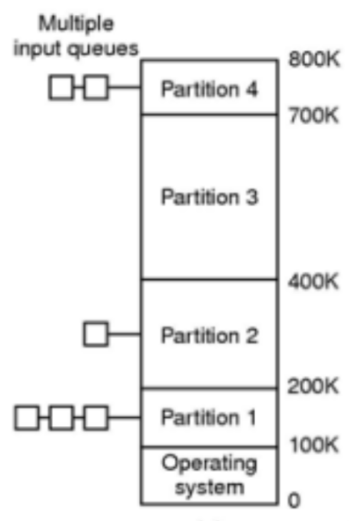 Multiple
input queues
800K
Partition 4
700K
Partition 3
400K
Partition 2
200K
Partition 1
100K
Operating
system
0